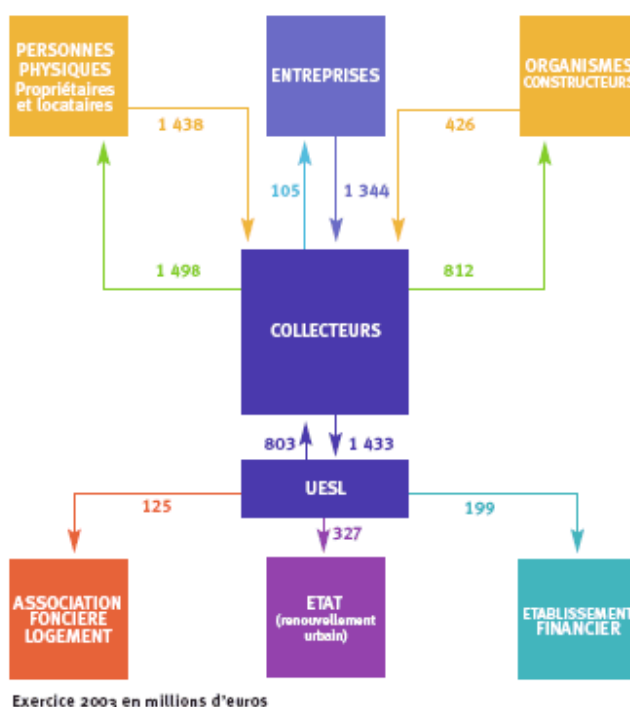 PERSONNES
PHYSIQUES
Propriétaires
et locataires
ENTREPRISES
ORGANISMES
CONSTRUCTEURS
1 438
105
1 344
426
1 498
812
COLLECTEURS
803
1 433
UESL
125
199
327
ASSOCIATION
FONCIÈRE
LOGEMENT
ETAT
(renouvellement
urbain)
ETABLISSEMENT
FINANCIER
Exercice 2003 en millions d'euros